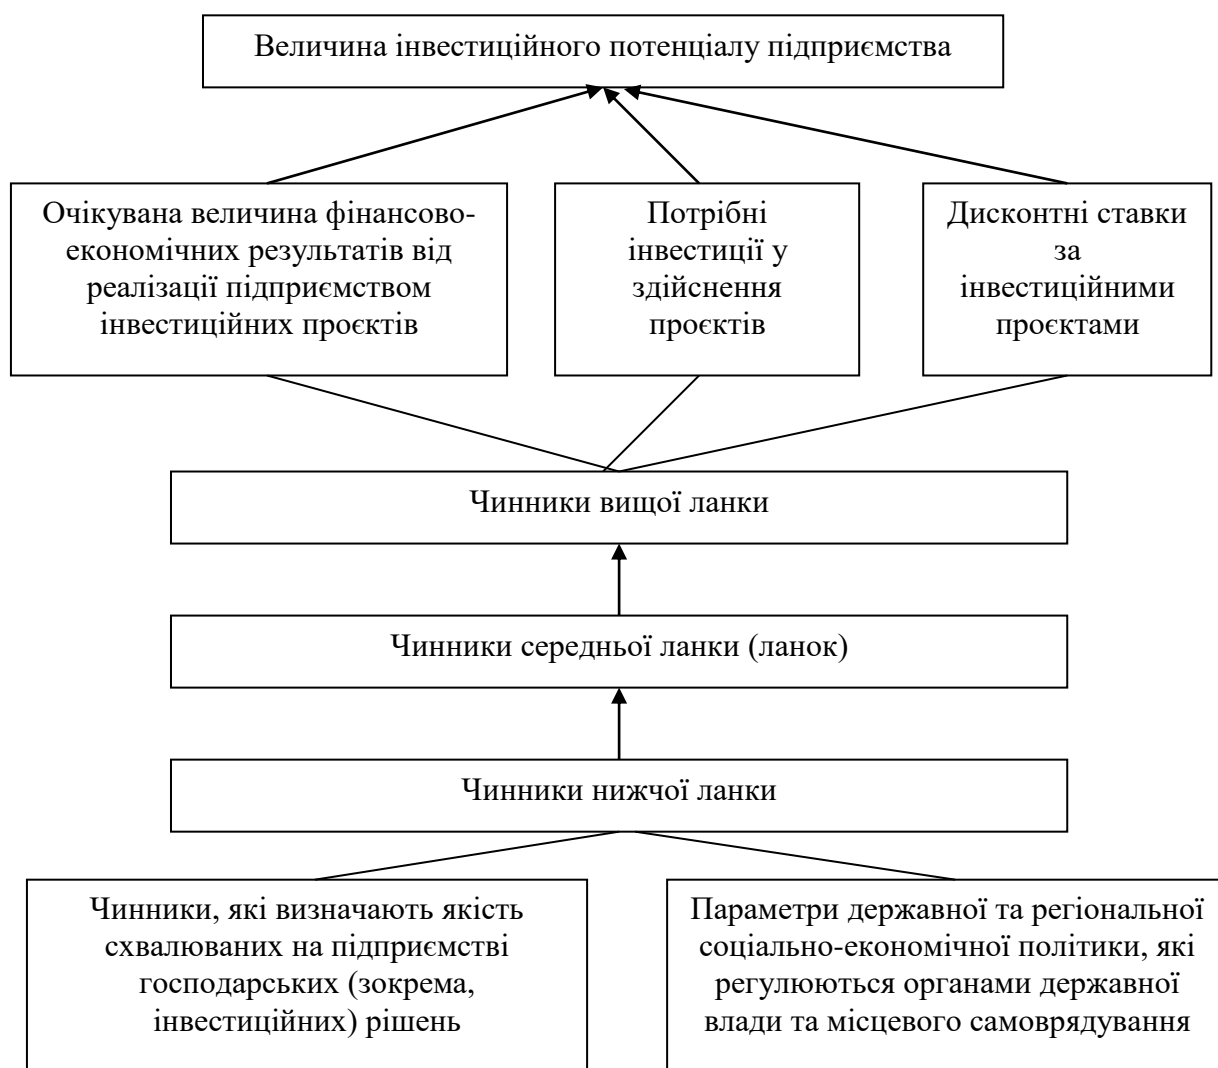 Величина інвестиційного потенціалу підприємства
Очікувана величина фінансово-
економічних результатів від
реалізації підприємством
інвестиційних проєктів
Потрібні
інвестиції у
здійснення
проєктів
Дисконтні ставки
за
інвестиційними
проєктами
Чинники вищої ланки
Чинники середньої ланки (ланок)
Чинники нижчої ланки
Чинники, які визначають якість
схвалюваних на підприємстві
господарських (зокрема,
інвестиційних) рішень
Параметри державної та регіональної
соціально-економічної політики, які
регулюються органами державної
влади та місцевого самоврядування